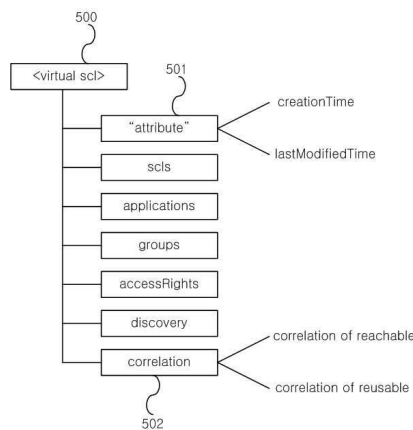 500
<virtual scl>
501
creationTime
“attribute”
lastModifiedTime
scls
applications
groups
accessRights
discovery
correlation of reachable
correlation
correlation of reusable
502